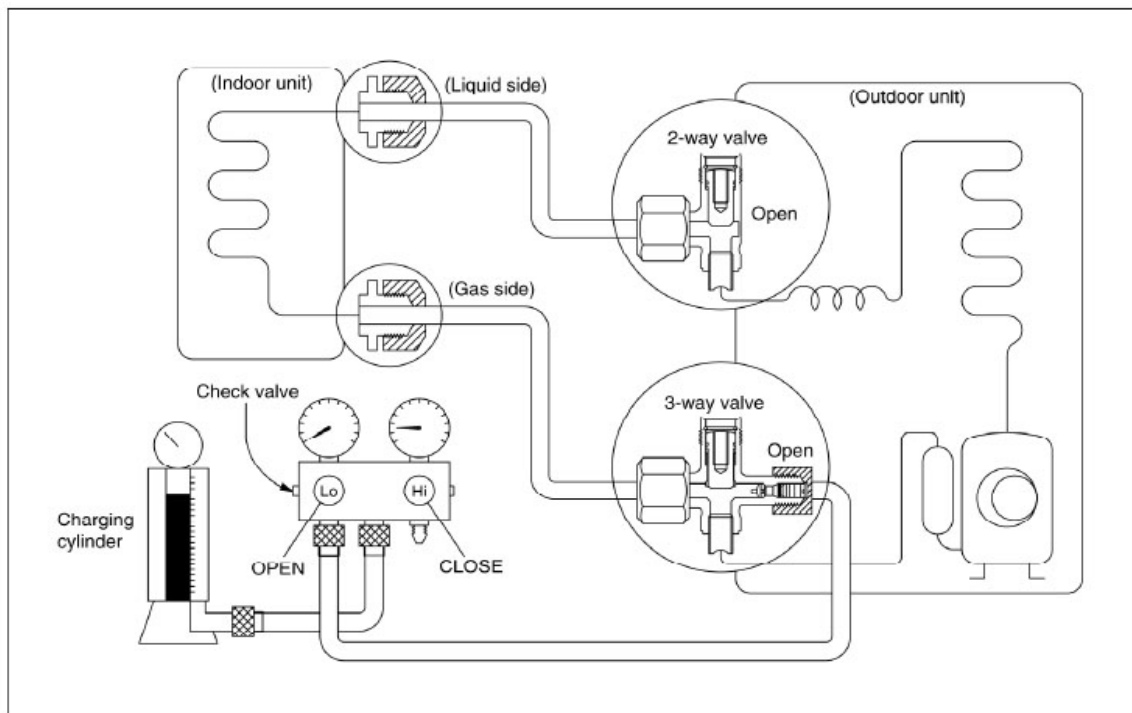 (Indoor unit)
(Liquid side)
(Outdoor unit)
2-way valve
Open
(Gas side)
3-way valve
Open
Check valve
Lo
Hi
Charging
cylinder
OPEN
CLOSE